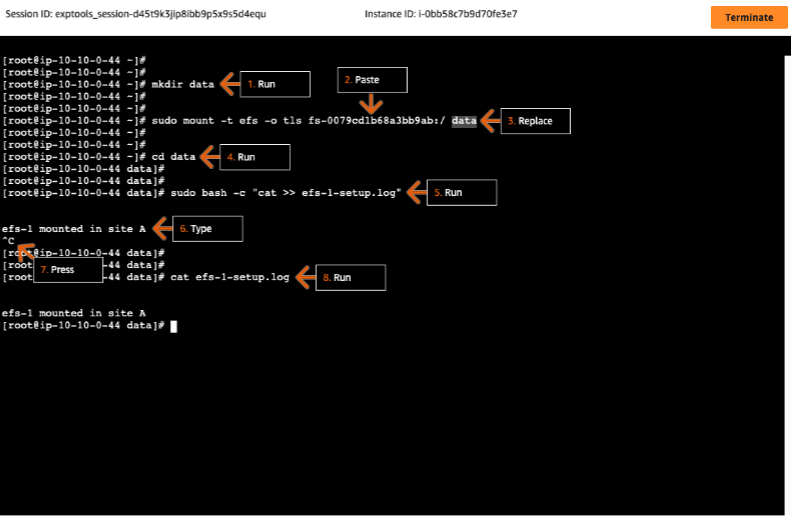 Session ID: exptools_session-d45t9k3jip8ibb9p5x9s5d4equ Instance ID: i-0bb58c7b9d70fe3e7 Terminate
[root@ip-10-10-0-44 ~]#
[root@ip-10-10-0-44 ~]#
[root@ip-10-10-0-44 ~]# mkdir data 1. Run 2. Paste
[root@ip-10-10-0-44 ~]#
[root@ip-10-10-0-44 ~]#
[root@ip-10-10-0-44 ~]# sudo mount -t efs -o tls fs-0079cd1b68a3bb9ab:/ data 3. Replace
[root@ip-10-10-0-44 ~]#
[root@ip-10-10-0-44 ~]#
[root@ip-10-10-0-44 ~]# cd data 4. Run
[root@ip-10-10-0-44 data]#
[root@ip-10-10-0-44 data]#
[root@ip-10-10-0-44 data]# sudo bash -c "cat >> efs-1-setup.log" 5. Run
efs-1 mounted in site A 6. Type
^C
[root@ip-10-10-0-44 data]#
[root 7. Press -44 data]#
[root -44 data]# cat efs-1-setup.log 8. Run
efs-1 mounted in site A
[root@ip-10-10-0-44 data]#